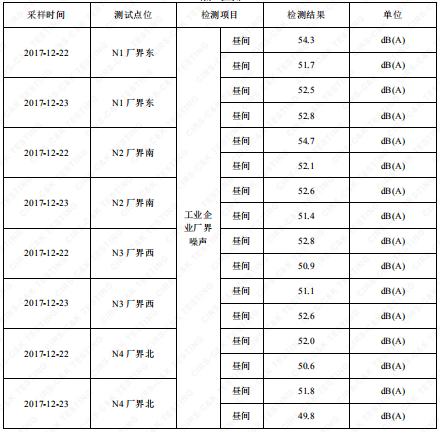 采样时间 测试点位 检测项目 检测结果 单位
2017-12-22 N1 厂界东 工业企业厂界噪声 昼间 54.3 dB(A)
昼间 51.7 dB(A)
2017-12-23 N1 厂界东 昼间 52.5 dB(A)
昼间 52.8 dB(A)
2017-12-22 N2 厂界南 昼间 54.7 dB(A)
昼间 52.1 dB(A)
2017-12-23 N2 厂界南 昼间 52.6 dB(A)
昼间 51.4 dB(A)
2017-12-22 N3 厂界西 昼间 52.8 dB(A)
昼间 50.9 dB(A)
2017-12-23 N3 厂界西 昼间 51.1 dB(A)
昼间 52.6 dB(A)
2017-12-22 N4 厂界北 昼间 52.0 dB(A)
昼间 50.6 dB(A)
2017-12-23 N4 厂界北 昼间 51.8 dB(A)
昼间 49.8 dB(A)